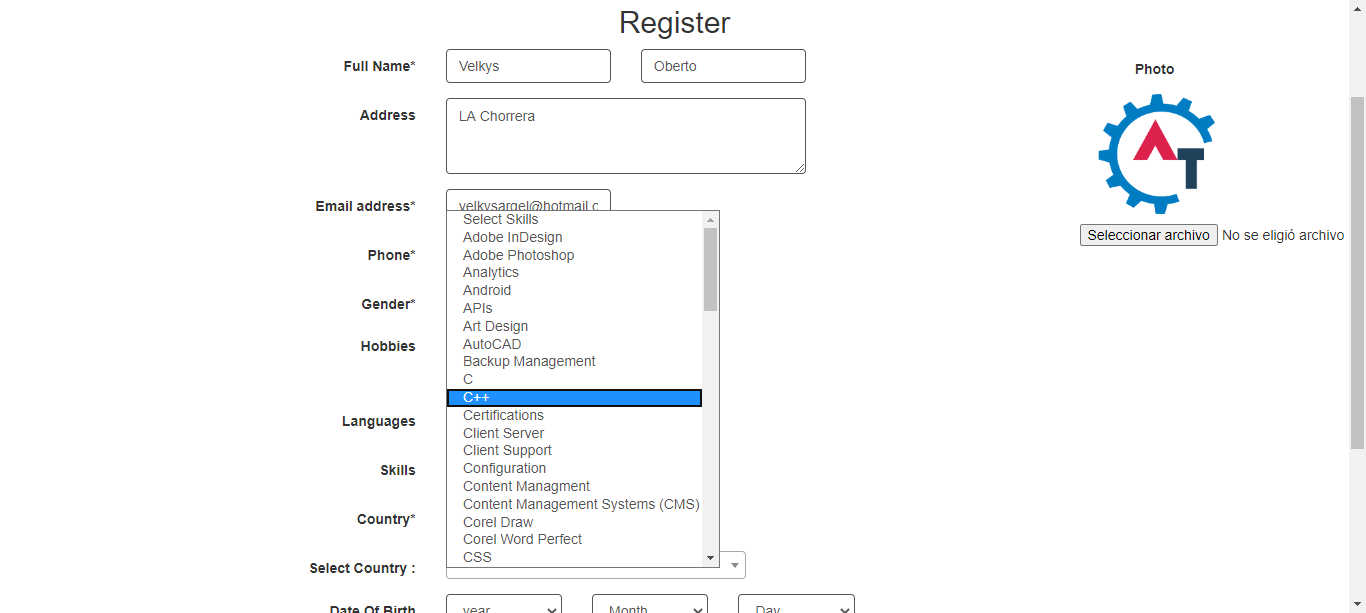 Register
Full Name* Velkys Oberto
Photo
Address LA Chorrera
AT
Email address* velkysargel@hotmail.c
Seleccionar archivo No se eligió archivo
Phone*
Gender*
Hobbies
Languages
Skills
Country*
Select Country :
Select Skills
Adobe InDesign
Adobe Photoshop
Analytics
Android
APIs
Art Design
AutoCAD
Backup Management
C
C++
Certifications
Client Server
Client Support
Configuration
Content Managment
Content Management Systems (CMS)
Corel Draw
Corel Word Perfect
CSS
Date Of Birth year Month Day